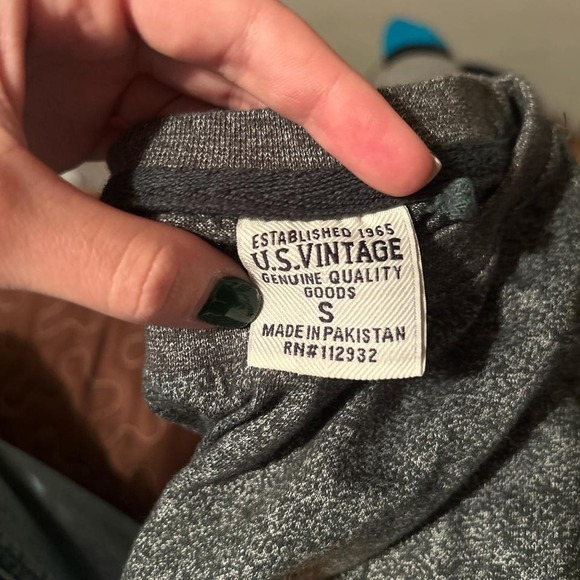 ESTABLISHED 1965
U.S.VINTAGE
GENUINE QUALITY
GOODS
S
MADE IN PAKISTAN
RN#112932